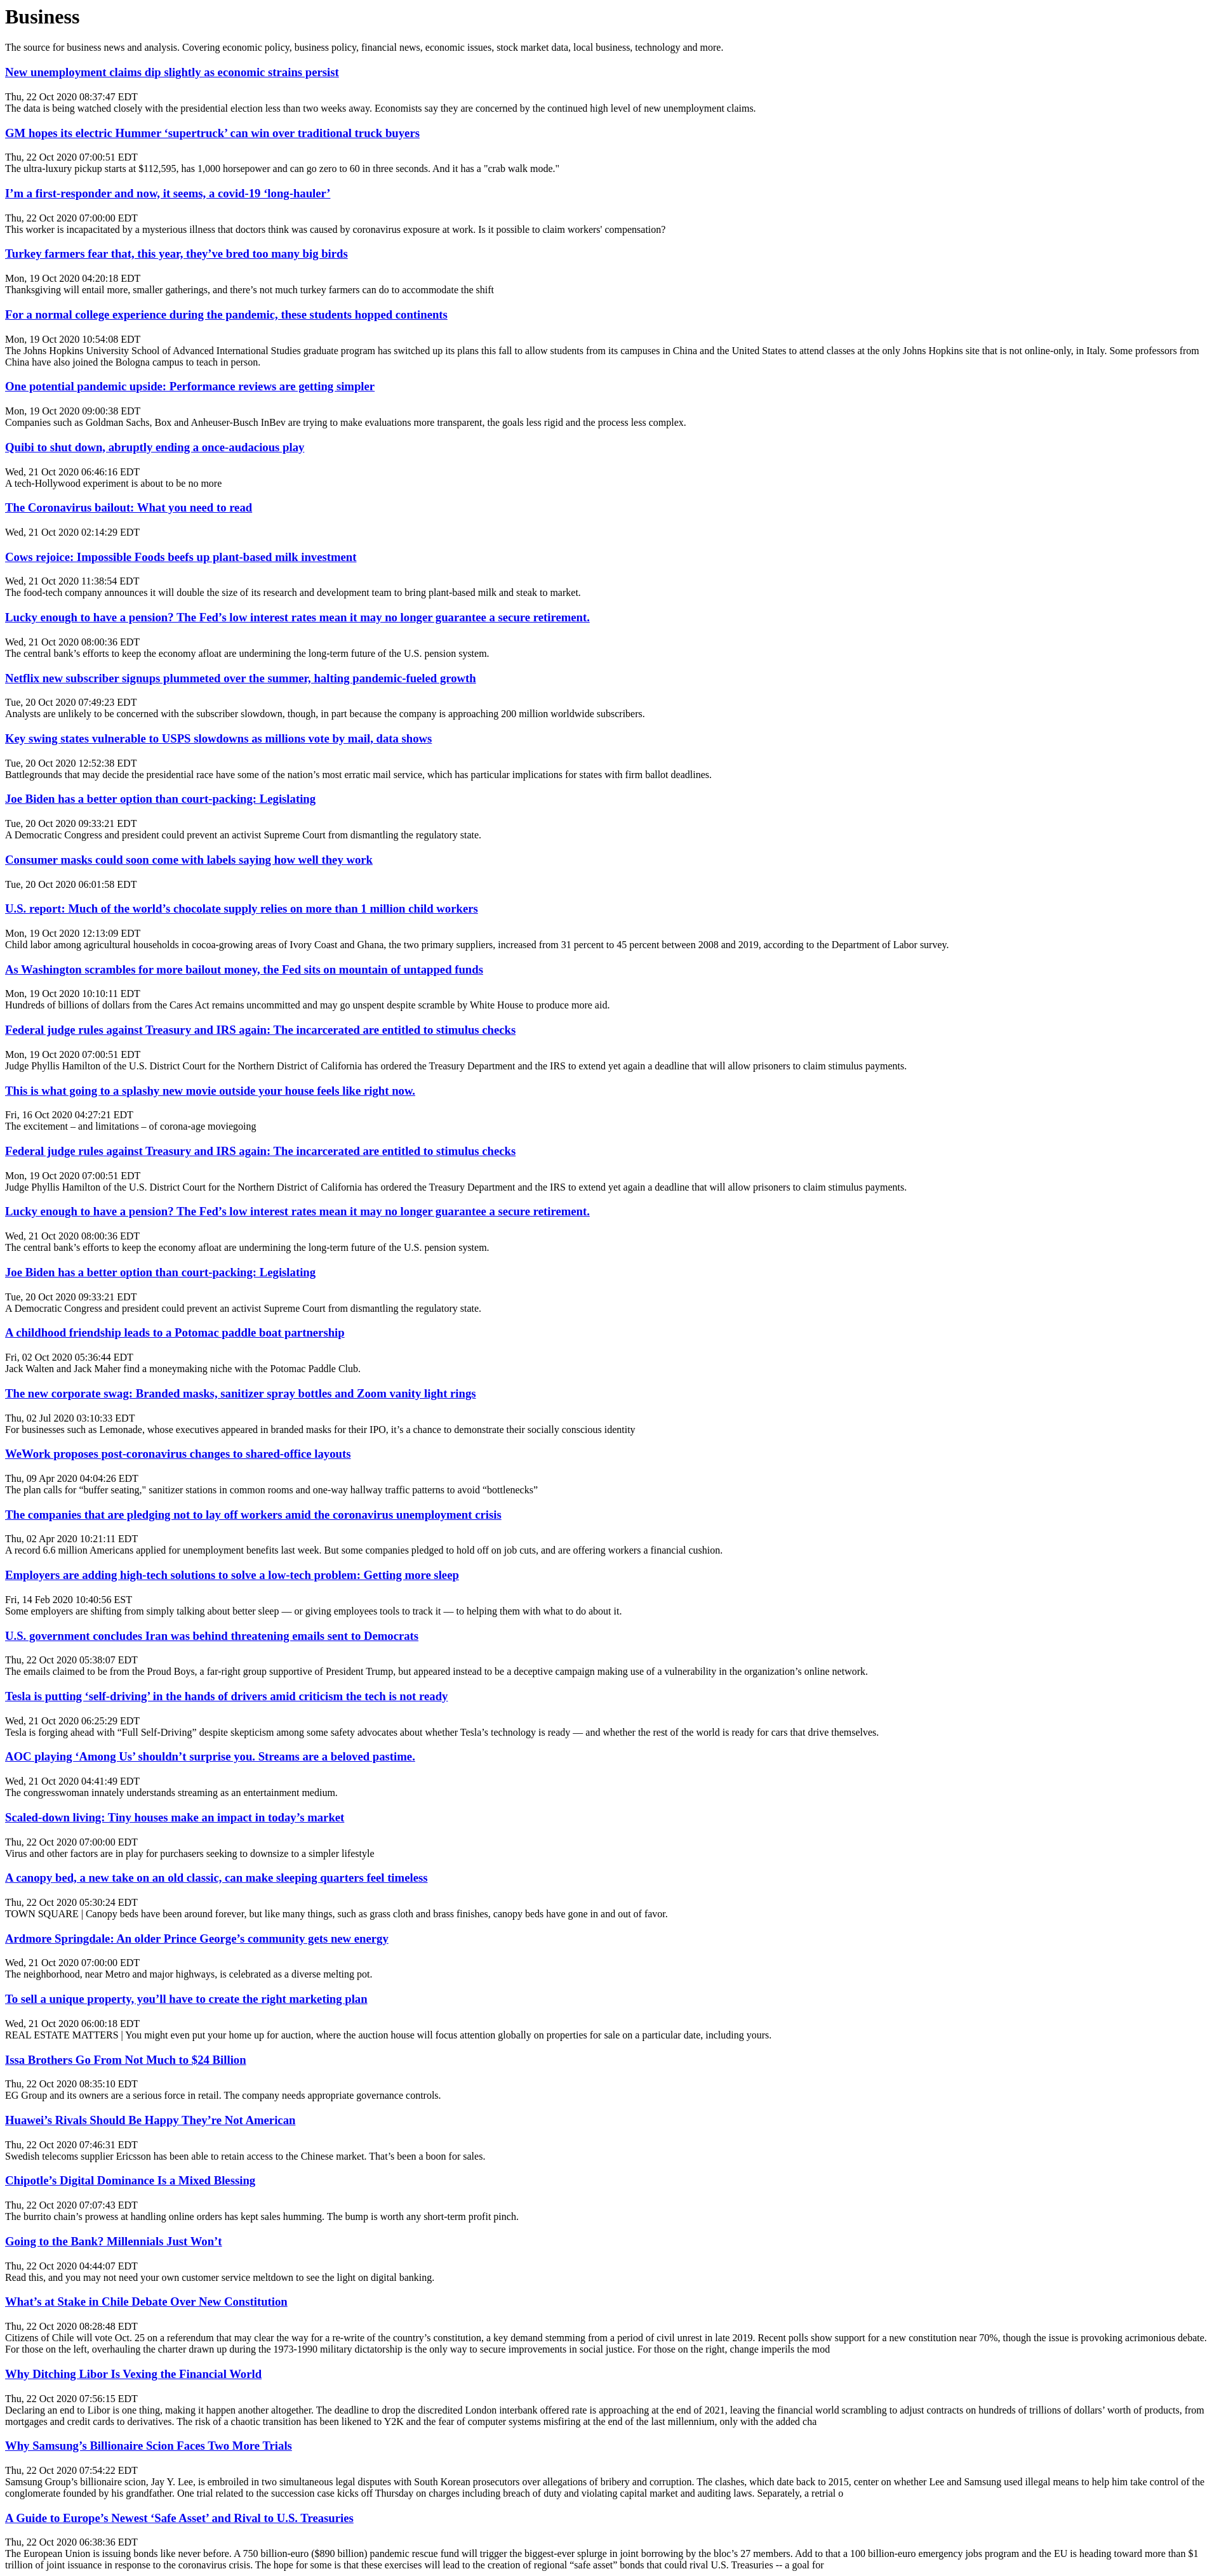 Business
The source for business news and analysis. Covering economic policy, business policy, financial news, economic issues, stock market data, local business, technology and more.
New unemployment claims dip slightly as economic strains persist
Thu, 22 Oct 2020 08:37:47 EDT
The data is being watched closely with the presidential election less than two weeks away. Economists say they are concerned by the continued high level of new unemployment claims.
GM hopes its electric Hummer ‘supertruck’ can win over traditional truck buyers
Thu, 22 Oct 2020 07:00:51 EDT
The ultra-luxury pickup starts at $112,595, has 1,000 horsepower and can go zero to 60 in three seconds. And it has a "crab walk mode."
I’m a first-responder and now, it seems, a covid-19 ‘long-hauler’
Thu, 22 Oct 2020 07:00:00 EDT
This worker is incapacitated by a mysterious illness that doctors think was caused by coronavirus exposure at work. Is it possible to claim workers' compensation?
Turkey farmers fear that, this year, they’ve bred too many big birds
Mon, 19 Oct 2020 04:20:18 EDT
Thanksgiving will entail more, smaller gatherings, and there’s not much turkey farmers can do to accommodate the shift
For a normal college experience during the pandemic, these students hopped continents
Mon, 19 Oct 2020 10:54:08 EDT
The Johns Hopkins University School of Advanced International Studies graduate program has switched up its plans this fall to allow students from its campuses in China and the United States to attend classes at the only Johns Hopkins site that is not online-only, in Italy. Some professors from
China have also joined the Bologna campus to teach in person.
One potential pandemic upside: Performance reviews are getting simpler
Mon, 19 Oct 2020 09:00:38 EDT
Companies such as Goldman Sachs, Box and Anheuser-Busch InBev are trying to make evaluations more transparent, the goals less rigid and the process less complex.
Quibi to shut down, abruptly ending a once-audacious play
Wed, 21 Oct 2020 06:46:16 EDT
A tech-Hollywood experiment is about to be no more
The Coronavirus bailout: What you need to read
Wed, 21 Oct 2020 02:14:29 EDT
Cows rejoice: Impossible Foods beefs up plant-based milk investment
Wed, 21 Oct 2020 11:38:54 EDT
The food-tech company announces it will double the size of its research and development team to bring plant-based milk and steak to market.
Lucky enough to have a pension? The Fed’s low interest rates mean it may no longer guarantee a secure retirement.
Wed, 21 Oct 2020 08:00:36 EDT
The central bank’s efforts to keep the economy afloat are undermining the long-term future of the U.S. pension system.
Netflix new subscriber signups plummeted over the summer, halting pandemic-fueled growth
Tue, 20 Oct 2020 07:49:23 EDT
Analysts are unlikely to be concerned with the subscriber slowdown, though, in part because the company is approaching 200 million worldwide subscribers.
Key swing states vulnerable to USPS slowdowns as millions vote by mail, data shows
Tue, 20 Oct 2020 12:52:38 EDT
Battlegrounds that may decide the presidential race have some of the nation’s most erratic mail service, which has particular implications for states with firm ballot deadlines.
Joe Biden has a better option than court-packing: Legislating
Tue, 20 Oct 2020 09:33:21 EDT
A Democratic Congress and president could prevent an activist Supreme Court from dismantling the regulatory state.
Consumer masks could soon come with labels saying how well they work
Tue, 20 Oct 2020 06:01:58 EDT
U.S. report: Much of the world’s chocolate supply relies on more than 1 million child workers
Mon, 19 Oct 2020 12:13:09 EDT
Child labor among agricultural households in cocoa-growing areas of Ivory Coast and Ghana, the two primary suppliers, increased from 31 percent to 45 percent between 2008 and 2019, according to the Department of Labor survey.
As Washington scrambles for more bailout money, the Fed sits on mountain of untapped funds
Mon, 19 Oct 2020 10:10:11 EDT
Hundreds of billions of dollars from the Cares Act remains uncommitted and may go unspent despite scramble by White House to produce more aid.
Federal judge rules against Treasury and IRS again: The incarcerated are entitled to stimulus checks
Mon, 19 Oct 2020 07:00:51 EDT
Judge Phyllis Hamilton of the U.S. District Court for the Northern District of California has ordered the Treasury Department and the IRS to extend yet again a deadline that will allow prisoners to claim stimulus payments.
This is what going to a splashy new movie outside your house feels like right now.
Fri, 16 Oct 2020 04:27:21 EDT
The excitement – and limitations – of corona-age moviegoing
Federal judge rules against Treasury and IRS again: The incarcerated are entitled to stimulus checks
Mon, 19 Oct 2020 07:00:51 EDT
Judge Phyllis Hamilton of the U.S. District Court for the Northern District of California has ordered the Treasury Department and the IRS to extend yet again a deadline that will allow prisoners to claim stimulus payments.
Lucky enough to have a pension? The Fed’s low interest rates mean it may no longer guarantee a secure retirement.
Wed, 21 Oct 2020 08:00:36 EDT
The central bank’s efforts to keep the economy afloat are undermining the long-term future of the U.S. pension system.
Joe Biden has a better option than court-packing: Legislating
Tue, 20 Oct 2020 09:33:21 EDT
A Democratic Congress and president could prevent an activist Supreme Court from dismantling the regulatory state.
A childhood friendship leads to a Potomac paddle boat partnership
Fri, 02 Oct 2020 05:36:44 EDT
Jack Walten and Jack Maher find a moneymaking niche with the Potomac Paddle Club.
The new corporate swag: Branded masks, sanitizer spray bottles and Zoom vanity light rings
Thu, 02 Jul 2020 03:10:33 EDT
For businesses such as Lemonade, whose executives appeared in branded masks for their IPO, it’s a chance to demonstrate their socially conscious identity
WeWork proposes post-coronavirus changes to shared-office layouts
Thu, 09 Apr 2020 04:04:26 EDT
The plan calls for “buffer seating," sanitizer stations in common rooms and one-way hallway traffic patterns to avoid “bottlenecks”
The companies that are pledging not to lay off workers amid the coronavirus unemployment crisis
Thu, 02 Apr 2020 10:21:11 EDT
A record 6.6 million Americans applied for unemployment benefits last week. But some companies pledged to hold off on job cuts, and are offering workers a financial cushion.
Employers are adding high-tech solutions to solve a low-tech problem: Getting more sleep
Fri, 14 Feb 2020 10:40:56 EST
Some employers are shifting from simply talking about better sleep — or giving employees tools to track it — to helping them with what to do about it.
U.S. government concludes Iran was behind threatening emails sent to Democrats
Thu, 22 Oct 2020 05:38:07 EDT
The emails claimed to be from the Proud Boys, a far-right group supportive of President Trump, but appeared instead to be a deceptive campaign making use of a vulnerability in the organization’s online network.
Tesla is putting ‘self-driving’ in the hands of drivers amid criticism the tech is not ready
Wed, 21 Oct 2020 06:25:29 EDT
Tesla is forging ahead with “Full Self-Driving” despite skepticism among some safety advocates about whether Tesla’s technology is ready — and whether the rest of the world is ready for cars that drive themselves.
AOC playing ‘Among Us’ shouldn’t surprise you. Streams are a beloved pastime.
Wed, 21 Oct 2020 04:41:49 EDT
The congresswoman innately understands streaming as an entertainment medium.
Scaled-down living: Tiny houses make an impact in today’s market
Thu, 22 Oct 2020 07:00:00 EDT
Virus and other factors are in play for purchasers seeking to downsize to a simpler lifestyle
A canopy bed, a new take on an old classic, can make sleeping quarters feel timeless
Thu, 22 Oct 2020 05:30:24 EDT
TOWN SQUARE | Canopy beds have been around forever, but like many things, such as grass cloth and brass finishes, canopy beds have gone in and out of favor.
Ardmore Springdale: An older Prince George’s community gets new energy
Wed, 21 Oct 2020 07:00:00 EDT
The neighborhood, near Metro and major highways, is celebrated as a diverse melting pot.
To sell a unique property, you’ll have to create the right marketing plan
Wed, 21 Oct 2020 06:00:18 EDT
REAL ESTATE MATTERS | You might even put your home up for auction, where the auction house will focus attention globally on properties for sale on a particular date, including yours.
Issa Brothers Go From Not Much to $24 Billion
Thu, 22 Oct 2020 08:35:10 EDT
EG Group and its owners are a serious force in retail. The company needs appropriate governance controls.
Huawei’s Rivals Should Be Happy They’re Not American
Thu, 22 Oct 2020 07:46:31 EDT
Swedish telecoms supplier Ericsson has been able to retain access to the Chinese market. That’s been a boon for sales.
Chipotle’s Digital Dominance Is a Mixed Blessing
Thu, 22 Oct 2020 07:07:43 EDT
The burrito chain’s prowess at handling online orders has kept sales humming. The bump is worth any short-term profit pinch.
Going to the Bank? Millennials Just Won’t
Thu, 22 Oct 2020 04:44:07 EDT
Read this, and you may not need your own customer service meltdown to see the light on digital banking.
What’s at Stake in Chile Debate Over New Constitution
Thu, 22 Oct 2020 08:28:48 EDT
Citizens of Chile will vote Oct. 25 on a referendum that may clear the way for a re-write of the country’s constitution, a key demand stemming from a period of civil unrest in late 2019. Recent polls show support for a new constitution near 70%, though the issue is provoking acrimonious debate.
For those on the left, overhauling the charter drawn up during the 1973-1990 military dictatorship is the only way to secure improvements in social justice. For those on the right, change imperils the mod
Why Ditching Libor Is Vexing the Financial World
Thu, 22 Oct 2020 07:56:15 EDT
Declaring an end to Libor is one thing, making it happen another altogether. The deadline to drop the discredited London interbank offered rate is approaching at the end of 2021, leaving the financial world scrambling to adjust contracts on hundreds of trillions of dollars’ worth of products, from
mortgages and credit cards to derivatives. The risk of a chaotic transition has been likened to Y2K and the fear of computer systems misfiring at the end of the last millennium, only with the added cha
Why Samsung’s Billionaire Scion Faces Two More Trials
Thu, 22 Oct 2020 07:54:22 EDT
Samsung Group’s billionaire scion, Jay Y. Lee, is embroiled in two simultaneous legal disputes with South Korean prosecutors over allegations of bribery and corruption. The clashes, which date back to 2015, center on whether Lee and Samsung used illegal means to help him take control of the
conglomerate founded by his grandfather. One trial related to the succession case kicks off Thursday on charges including breach of duty and violating capital market and auditing laws. Separately, a retrial o
A Guide to Europe’s Newest ‘Safe Asset’ and Rival to U.S. Treasuries
Thu, 22 Oct 2020 06:38:36 EDT
The European Union is issuing bonds like never before. A 750 billion-euro ($890 billion) pandemic rescue fund will trigger the biggest-ever splurge in joint borrowing by the bloc’s 27 members. Add to that a 100 billion-euro emergency jobs program and the EU is heading toward more than $1
trillion of joint issuance in response to the coronavirus crisis. The hope for some is that these exercises will lead to the creation of regional “safe asset” bonds that could rival U.S. Treasuries -- a goal for